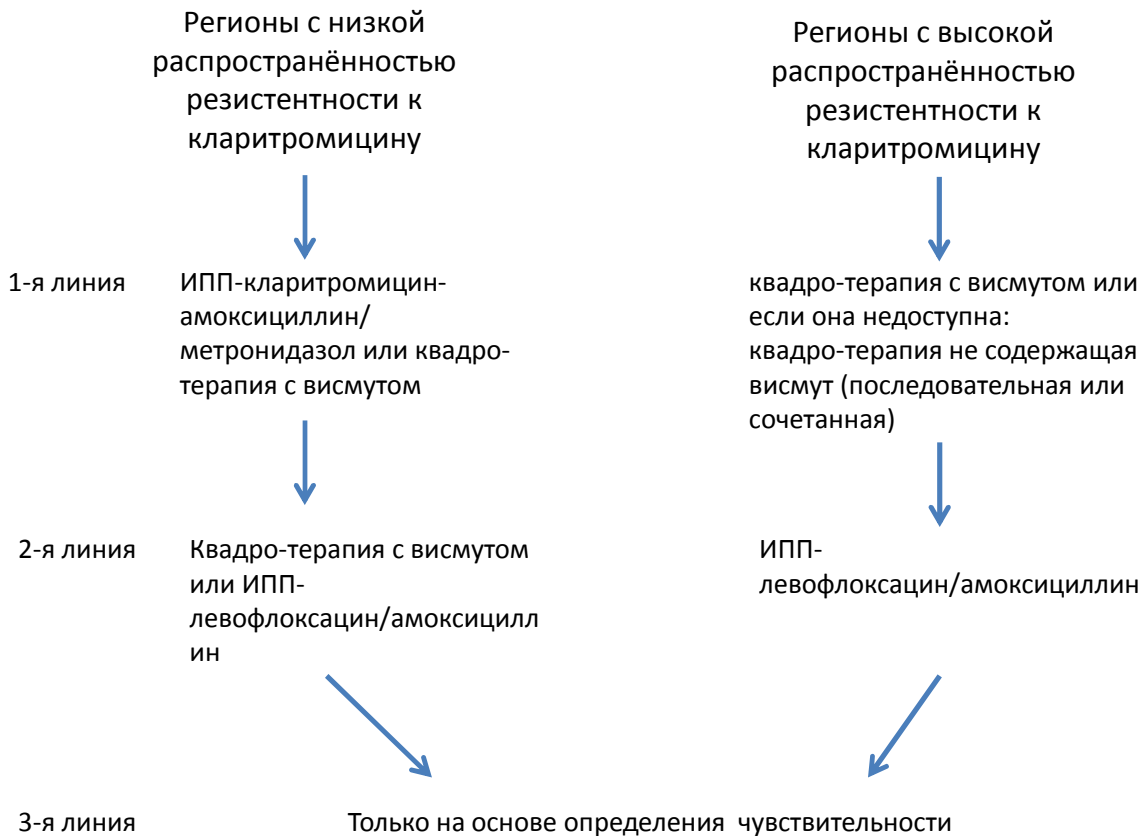 Регионы с низкой
распространённостью
резистентности к
кларитромицину
Регионы с высокой
распространённостью
резистентности к
кларитромицину
1-я линия
ИПП-кларитромицин-
амоксициллин/
метронидазол или квадро-
терапия с висмутом
квадро-терапия с висмутом или
если она недоступна:
квадро-терапия не содержащая
висмут (последовательная или
сочетанная)
2-я линия
Квадро-терапия с висмутом
или ИПП-
левофлоксацин/амоксицилл
ин
ИПП-
левофлоксацин/амоксициллин
3-я линия
Только на основе определения чувствительности